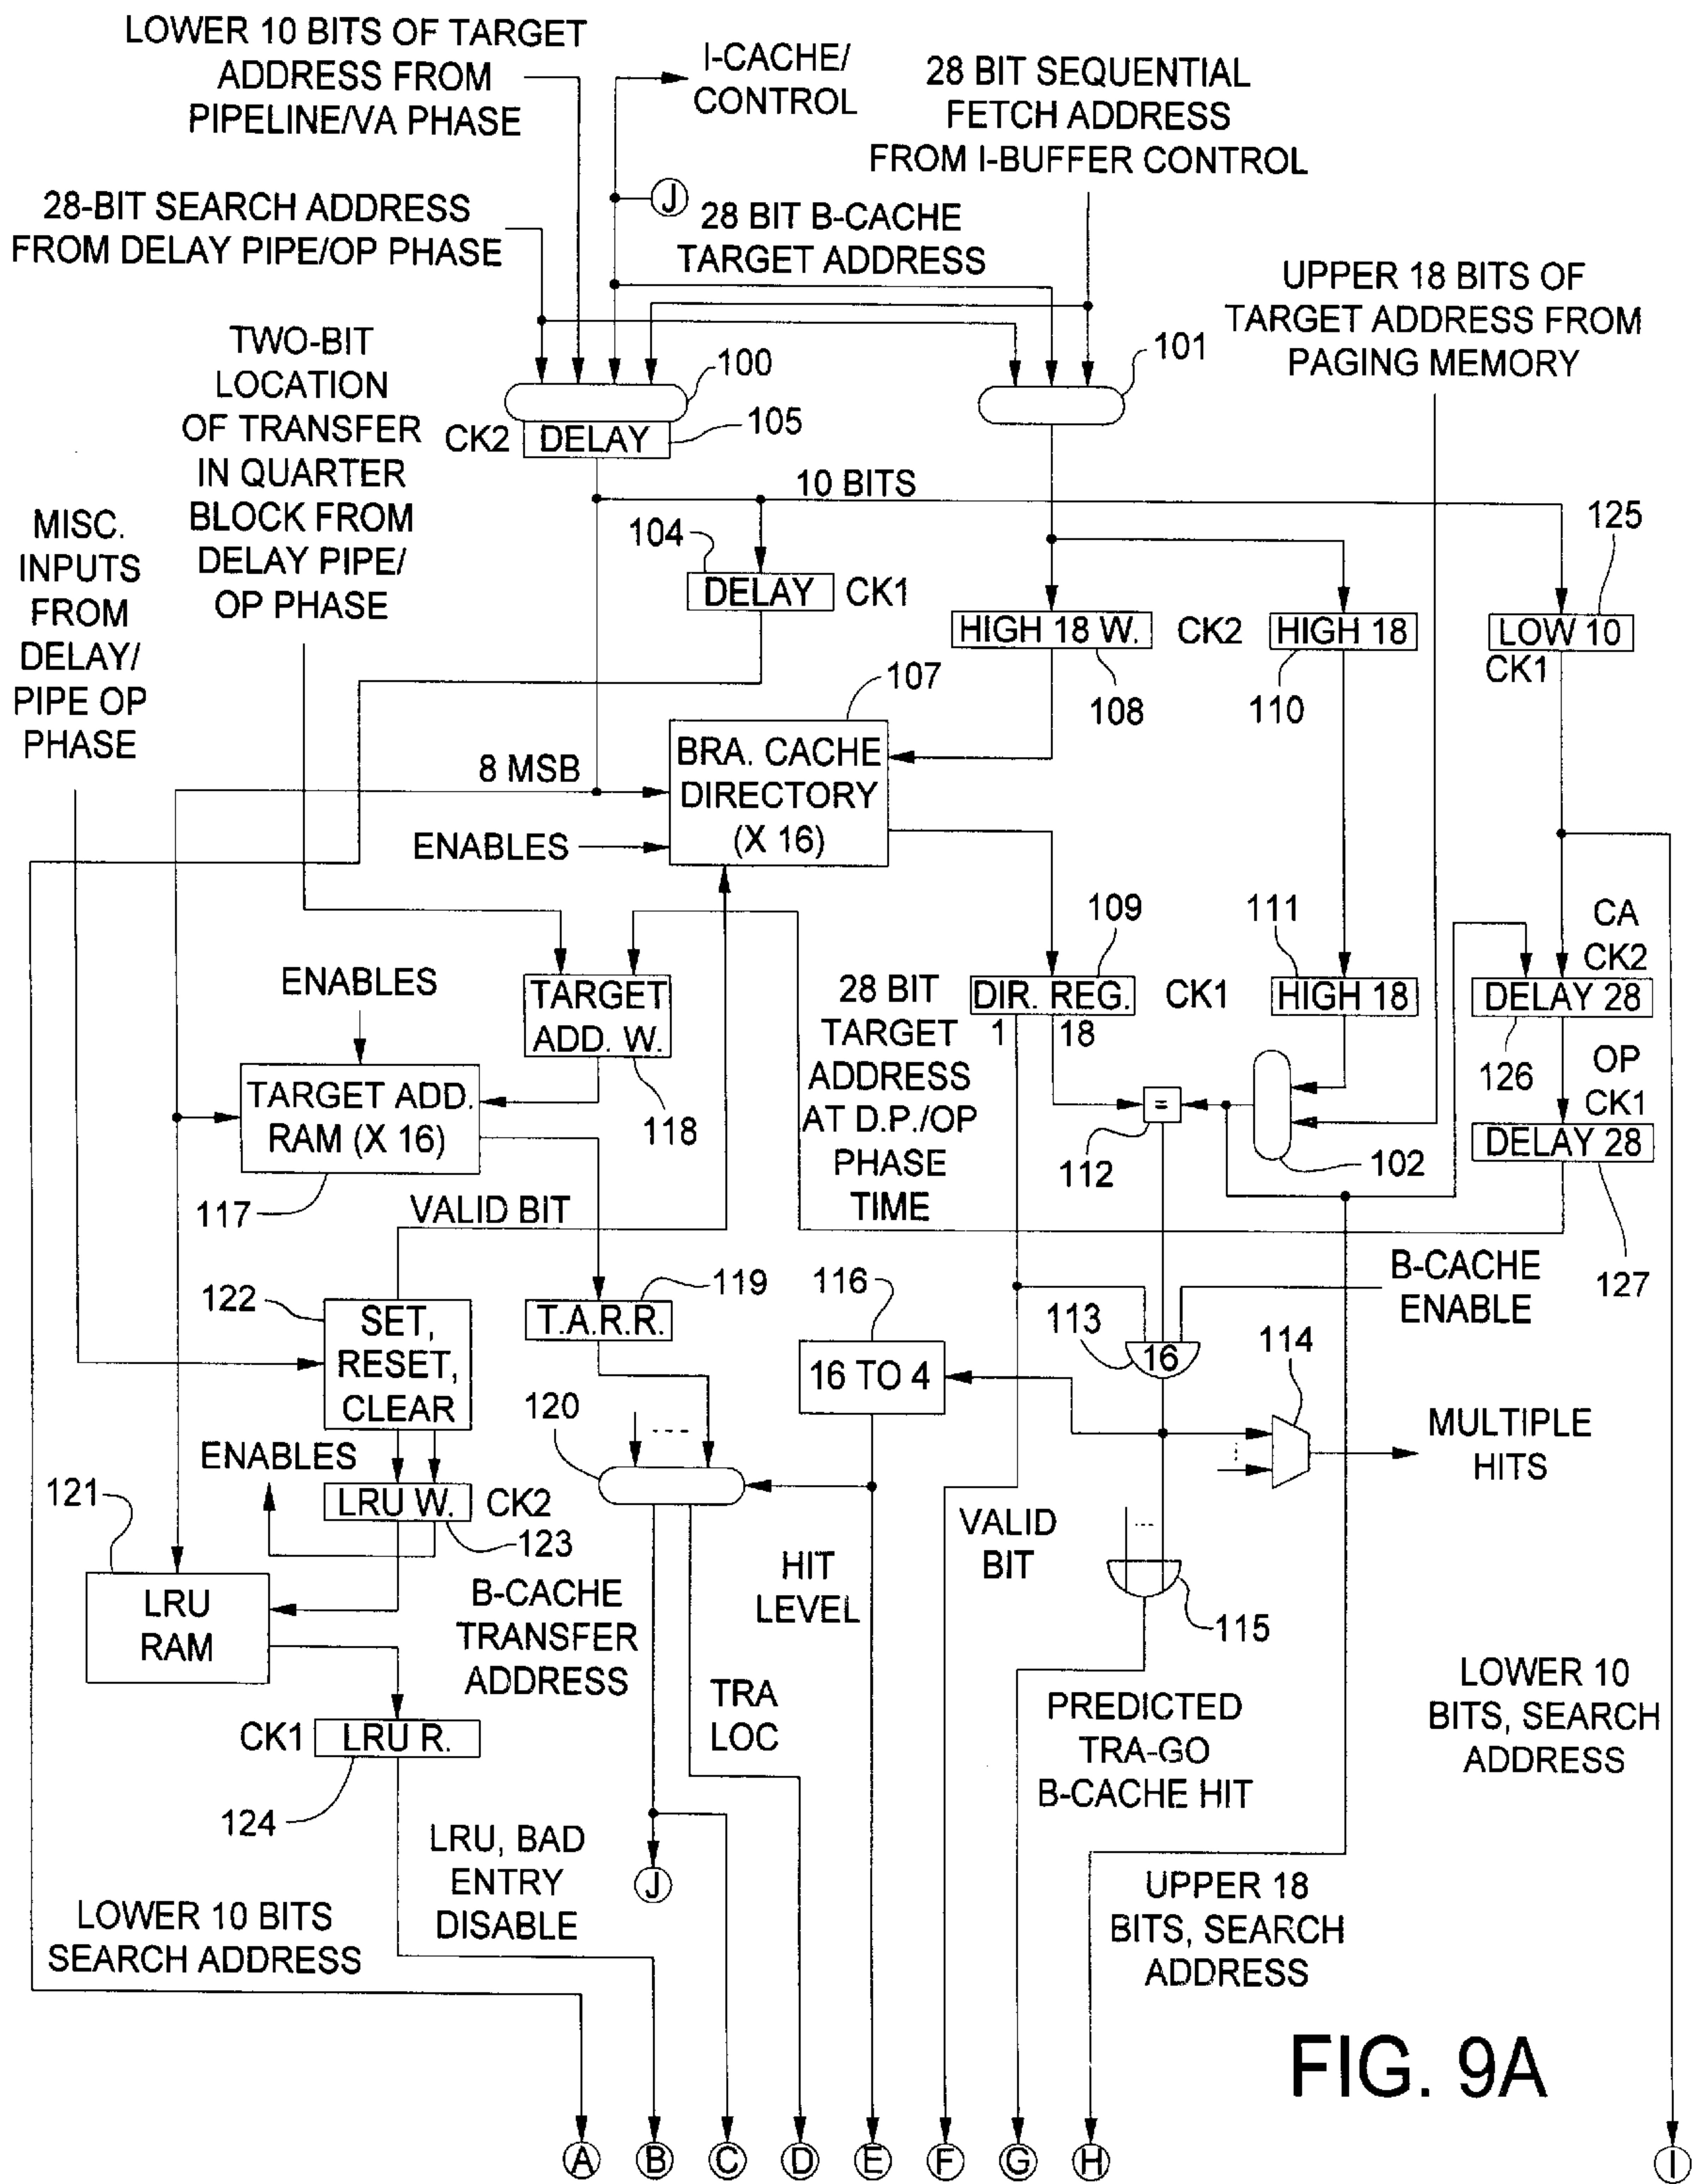 LOWER 10 BITS OF TARGET
ADDRESS FROM
PIPELINE/VA PHASE
I-CACHE/
CONTROL
28 BIT SEQUENTIAL
FETCH ADDRESS
FROM I-BUFFER CONTROL
J
28-BIT SEARCH ADDRESS
FROM DELAY PIPE/OP PHASE
28 BIT B-CACHE
TARGET ADDRESS
UPPER 18 BITS OF
TARGET ADDRESS FROM
PAGING MEMORY
TWO-BIT
LOCATION
OF TRANSFER
IN QUARTER
BLOCK FROM
DELAY PIPE/
OP PHASE
100
101
CK2
DELAY
105
10 BITS
MISC.
INPUTS
FROM
DELAY/
PIPE OP
PHASE
104
DELAY
CK1
125
HIGH 18 W.
CK2
HIGH 18
LOW 10
CK1
108
110
107
BRA. CACHE
DIRECTORY
(X 16)
8 MSB
ENABLES
109
111
CA
CK2
ENABLES
TARGET
ADD. W.
118
28 BIT
TARGET
ADDRESS
AT D.P./OP
PHASE
TIME
DIR. REG.
CK1
HIGH 18
DELAY 28
1
18
126
OP
CK1
TARGET ADD.
RAM (X 16)
=
112
102
DELAY 28
117
VALID BIT
127
122
SET,
RESET,
CLEAR
119
T.A.R.R.
116
16 TO 4
B-CACHE
ENABLE
113
16
114
MULTIPLE
HITS
120
ENABLES
121
LRU W.
CK2
123
VALID
BIT
HIT
LEVEL
115
LRU
RAM
B-CACHE
TRANSFER
ADDRESS
TRA
LOC
PREDICTED
TRA-GO
B-CACHE HIT
LOWER 10
BITS, SEARCH
ADDRESS
CK1
LRU R.
124
LRU, BAD
ENTRY
DISABLE
J
LOWER 10 BITS
SEARCH ADDRESS
UPPER 18
BITS, SEARCH
ADDRESS
FIG. 9A
A
B
C
D
E
F
G
H
I